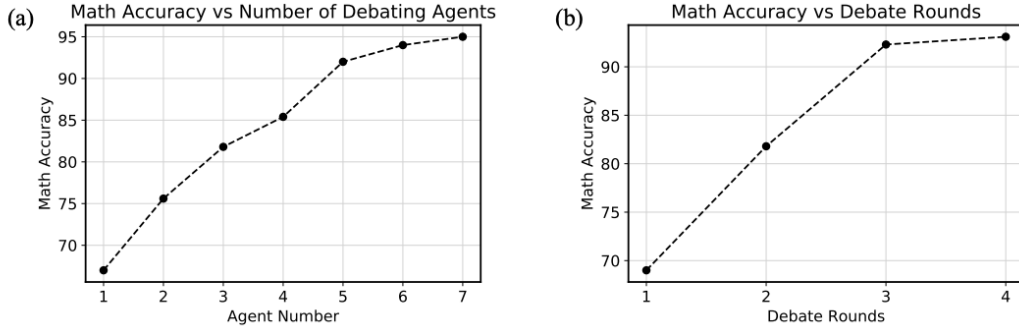 (a)
Math Accuracy vs Number of Debating Agents
95
90
85
80
75
70
Math Accuracy
1 2 3 4 5 6 7
Agent Number
(b)
Math Accuracy vs Debate Rounds
90
85
80
75
70
Math Accuracy
1 2 3 4
Debate Rounds